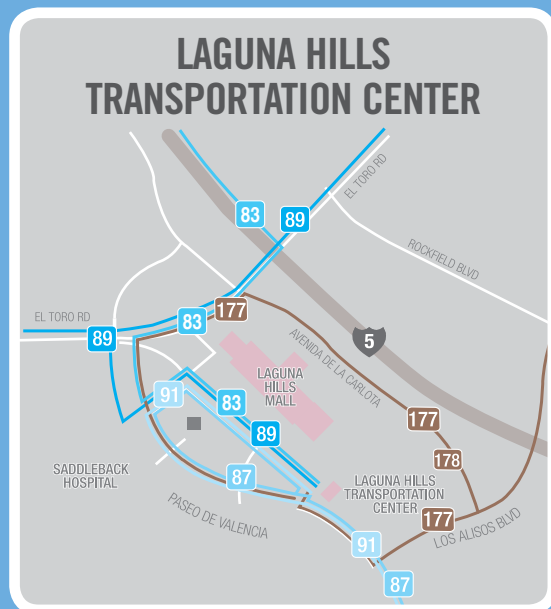 LAGUNA HILLS
TRANSPORTATION CENTER
EL TORO RD
83
89
ROCKFIELD BLVD
177
EL TORO RD
83
89
5
AVENIDA DE LA CARLOTA
LAGUNA
HILLS
MALL
91
83
89
177
178
SADDLEBACK
HOSPITAL
87
LAGUNA HILLS
TRANSPORTATION
CENTER
PASEO DE VALENCIA
177
LOS ALISOS BLVD
91
87